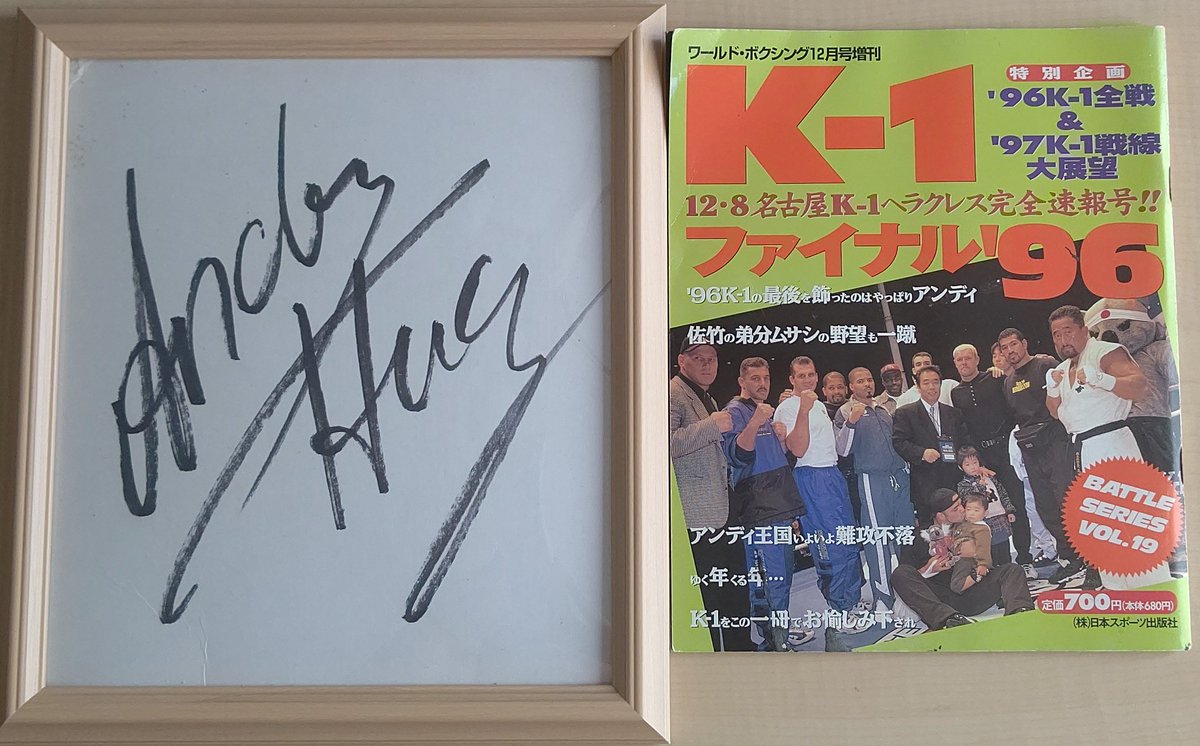 Andy
Hug
ワールド・ボクシング12月号増刊
K-1
特別企画
'96K-1全戦
&
'97K-1戦線
大展望
12・8名古屋K-1ヘラクレス完全速報号!!
ファイナル'96
'96K-1の最後を飾ったのはやっぱりアンディ
佐竹の弟分ムサシの野望も一蹴
BATTLE
SERIES
VOL.19
アンディ王国いよいよ難攻不落
ゆく年くる年…
K-1をこの一冊でお愉しみ下され
定価700円(本体680円)
(株)日本スポーツ出版社